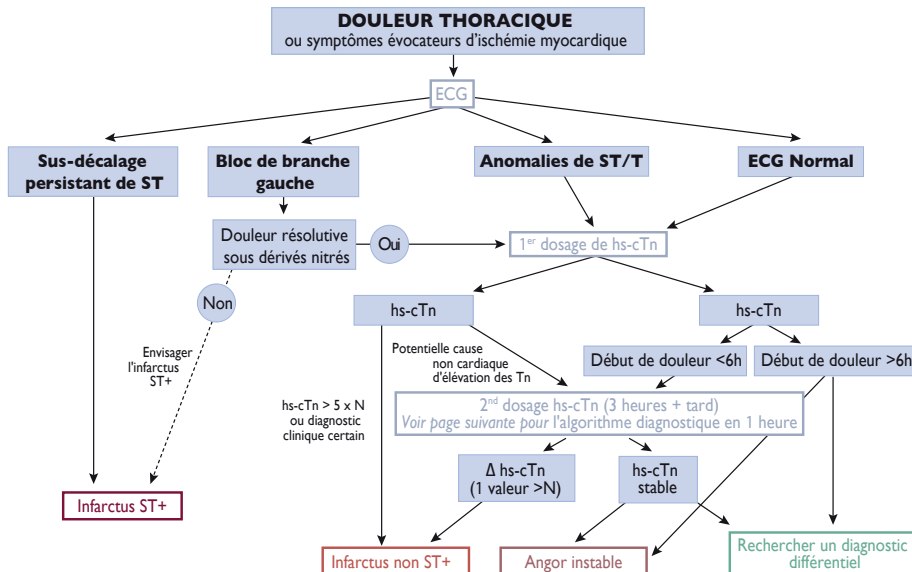 DOULEUR THORACIQUE
ou symptômes évocateurs d'ischémie myocardique
ECG
Sus-décalage
persistant de ST
Bloc de branche
gauche
Anomalies de ST/T
ECG Normal
Douleur résolutive
sous dérivés nitrés
Oui
1er dosage de hs-cTn
Non
hs-cTn
hs-cTn
Envisager
l'infarctus
ST+
Potentielle cause
non cardiaque
d'élévation des Tn
Début de douleur <6h
Début de douleur >6h
hs-cTn > 5 x N
ou diagnostic
clinique certain
2nd dosage hs-cTn (3 heures + tard)
Voir page suivante pour l'algorithme diagnostique en 1 heure
Δ hs-cTn
(1 valeur >N)
hs-cTn
stable
Infarctus ST+
Infarctus non ST+
Angor instable
Rechercher un diagnostic
différentiel